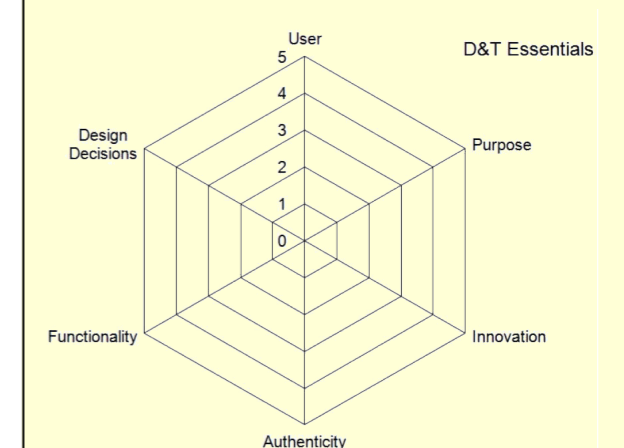 User
D&T Essentials
5
4
3
2
1
0
Design
Decisions
Purpose
Functionality
Innovation
Authenticity